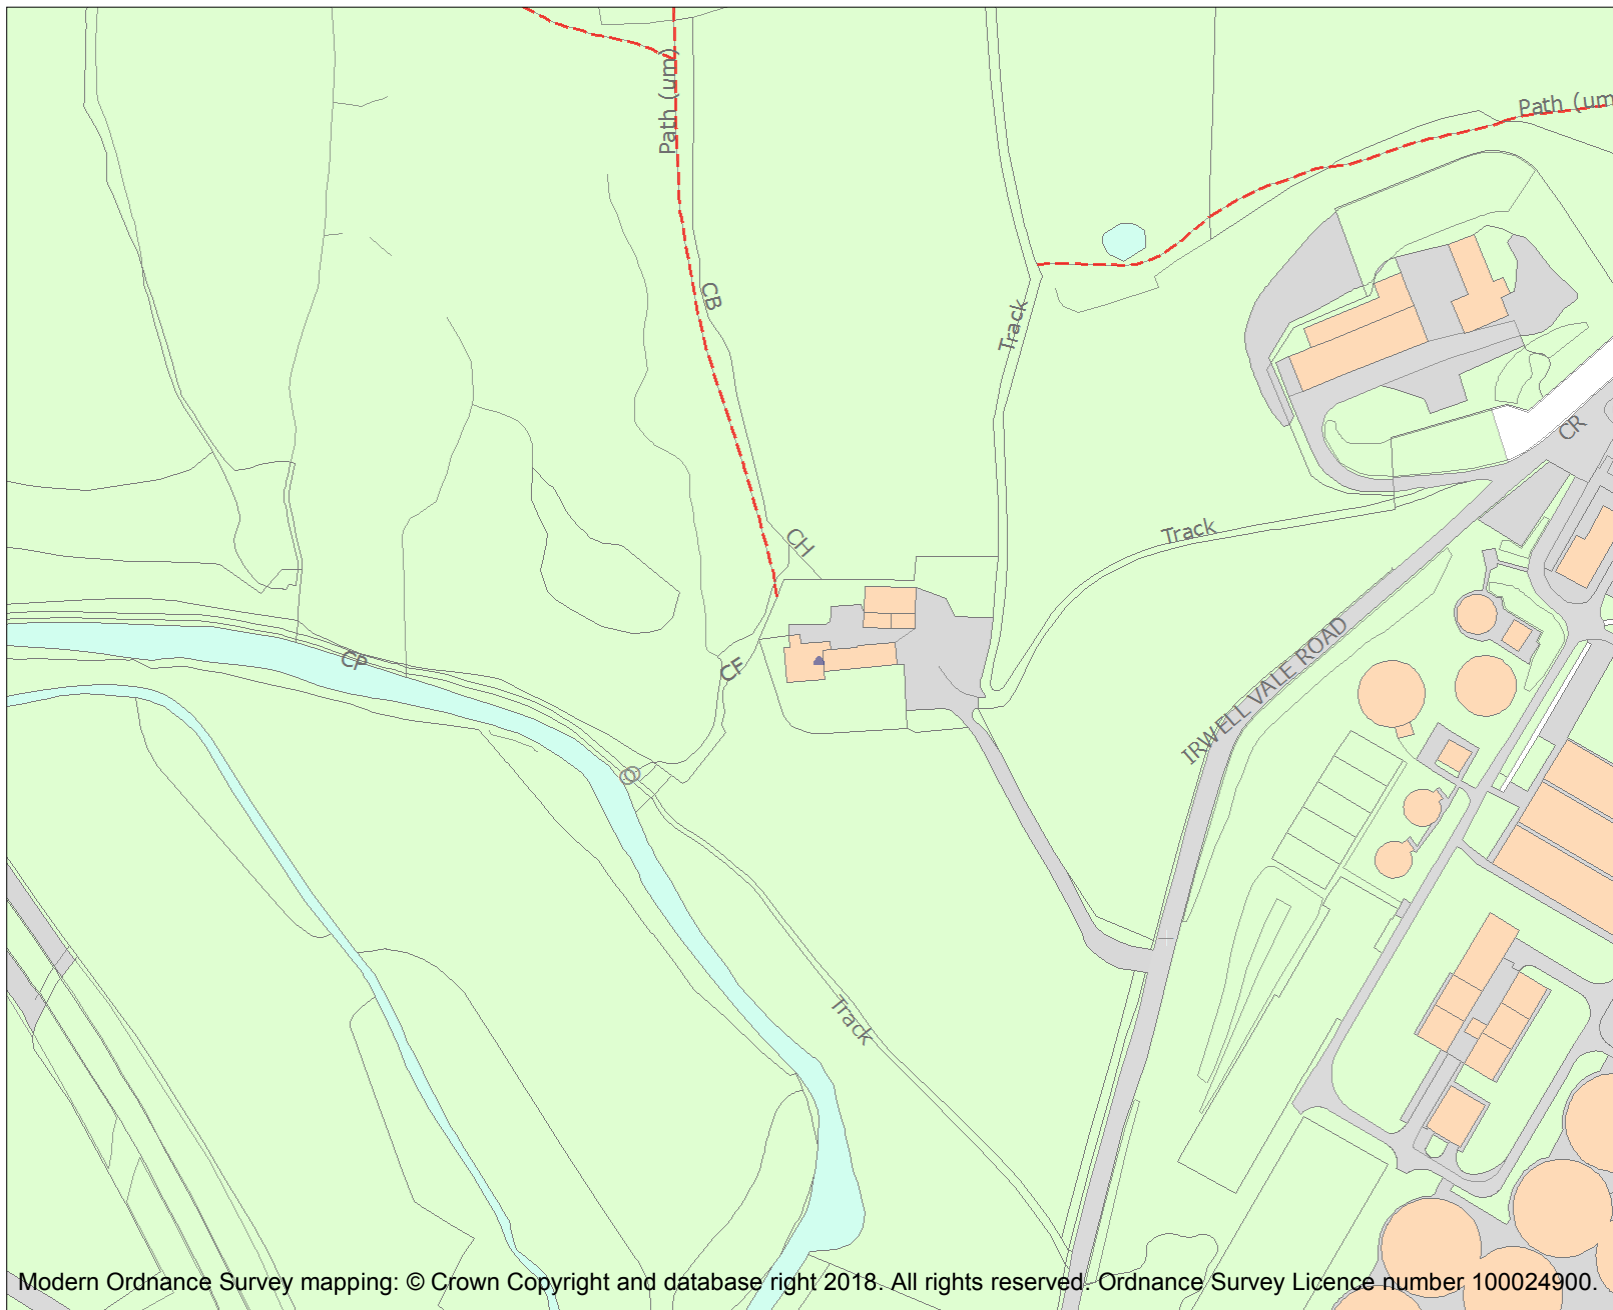 Path (um)
Path (um
CB
Track
CR
CH
Track
CP
CF
IRWELL VALE ROAD
Track
Modern Ordnance Survey mapping: © Crown Copyright and database right 2018. All rights reserved. Ordnance Survey Licence number 100024900.